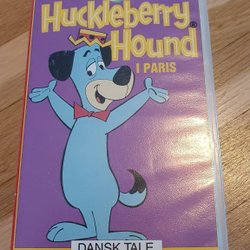 Huckleberry
Hound®
I PARIS
DANSK TALE